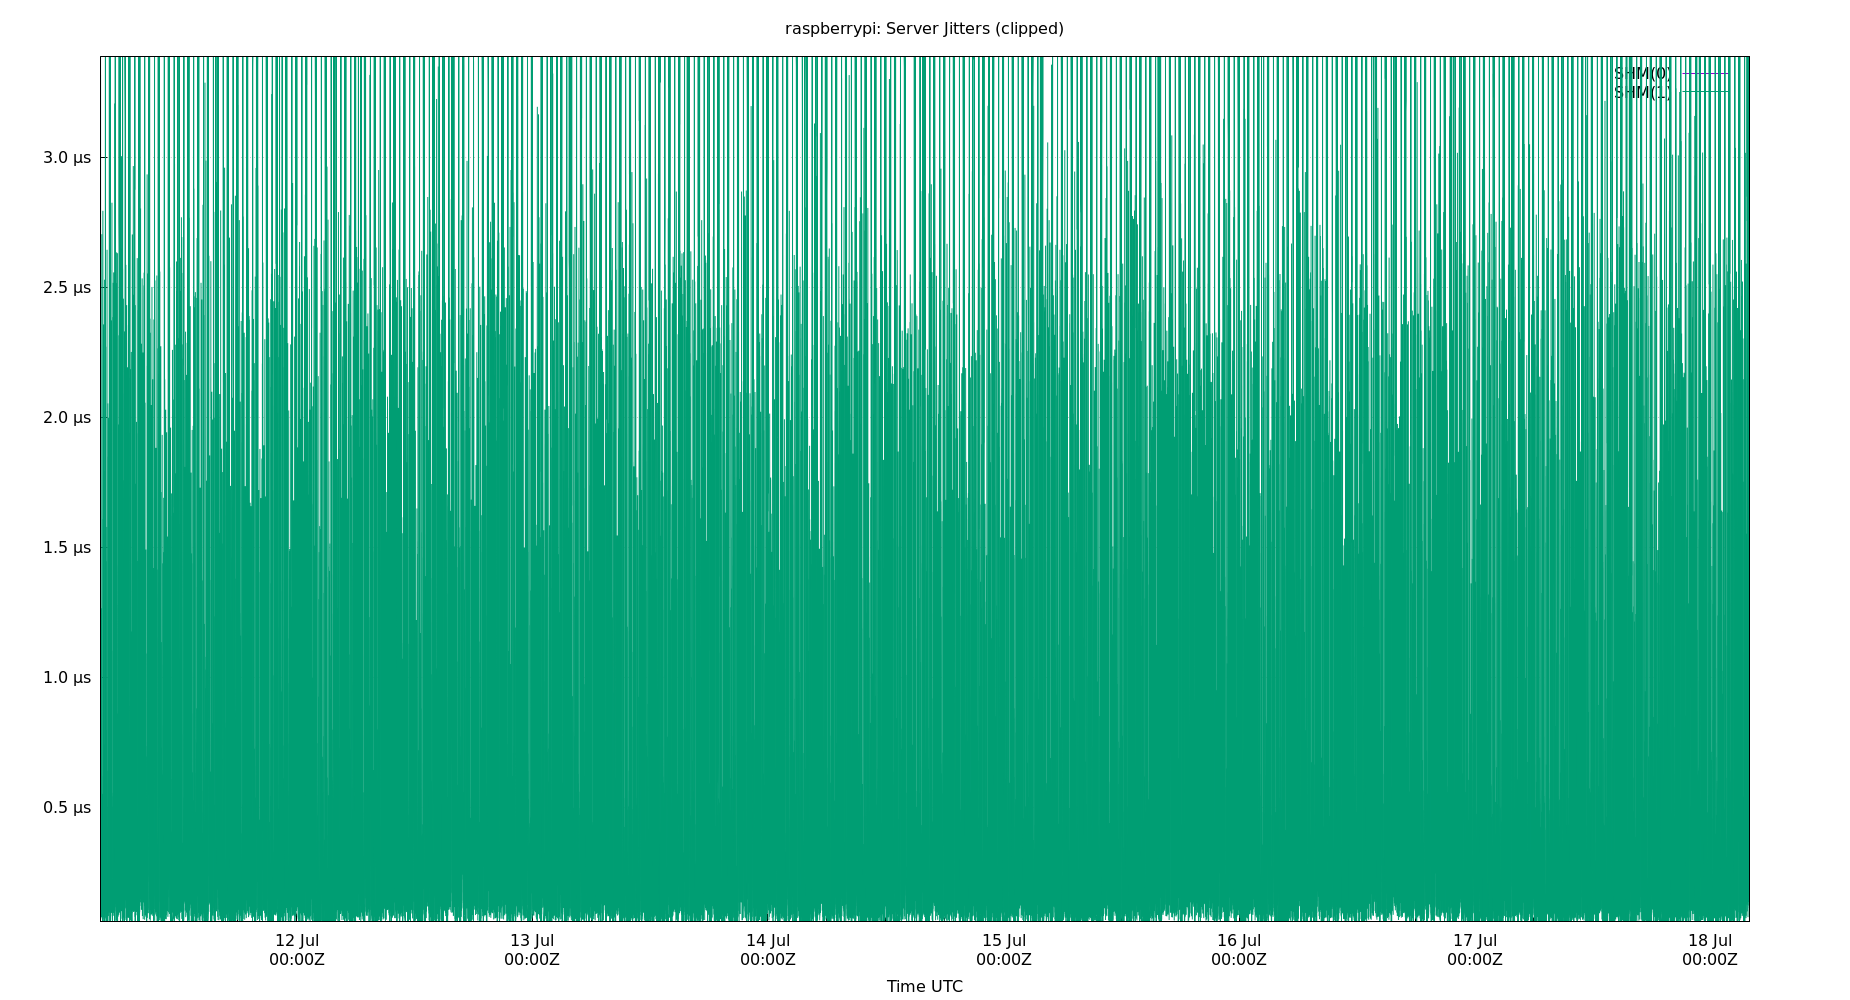 raspberrypi: Server Jitters (clipped)
SHM(0)
SHM(1)
3.0 µs
2.5 µs
2.0 µs
1.5 µs
1.0 µs
0.5 µs
12 Jul 13 Jul 14 Jul 15 Jul 16 Jul 17 Jul 18 Jul
00:00Z 00:00Z 00:00Z 00:00Z 00:00Z 00:00Z 00:00Z
Time UTC